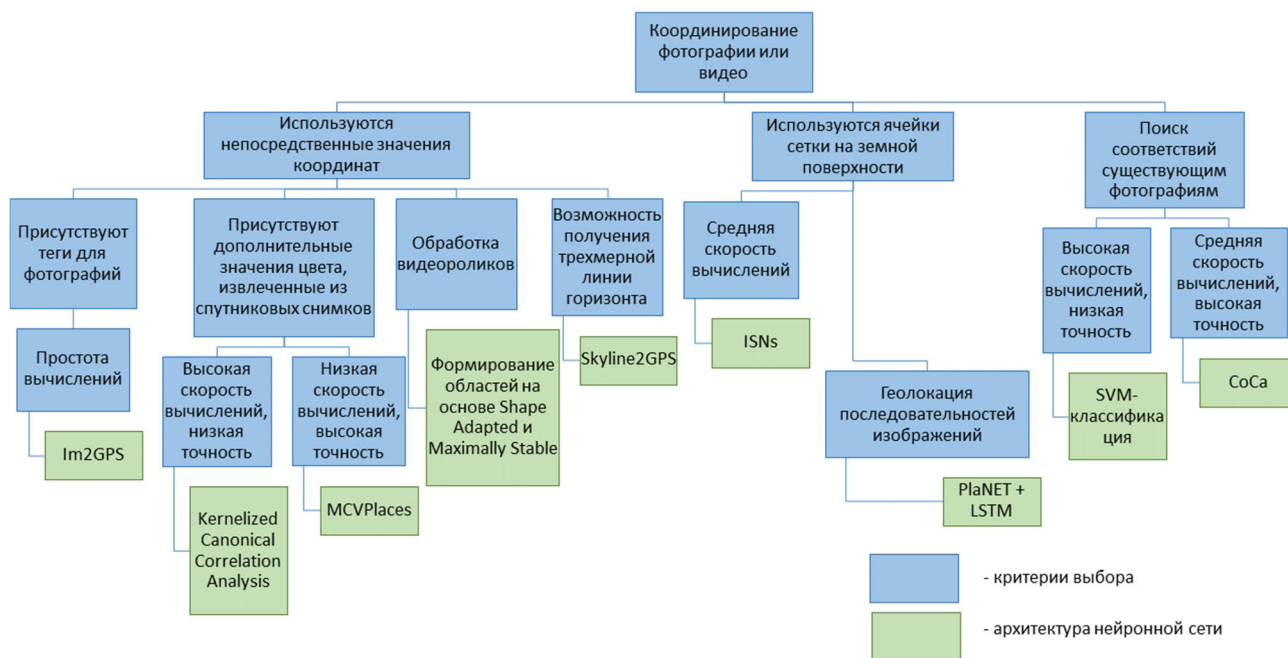 Координирование
фотографии или
видео
Используются
непосредственные значения
координат
Используются ячейки
сетки на земной
поверхности
Поиск
соответствий
существующим
фотографиям
Присутствуют
теги для
фотографий
Присутствуют
дополнительные
значения цвета,
извлеченные из
спутниковых снимков
Обработка
видеороликов
Возможность
получения
трехмерной
линии
горизонта
Средняя
скорость
вычислений
Высокая
скорость
вычислений,
низкая
точность
Средняя
скорость
вычислений,
высокая
точность
Простота
вычислений
Высокая
скорость
вычислений,
низкая
точность
Низкая
скорость
вычислений,
высокая
точность
Формирование
областей на
основе Shape
Adapted и
Maximally Stable
Skyline2GPS
ISNs
Геолокация
последовательностей
изображений
SVM-
классифика
ция
CoCa
Im2GPS
Kernelized
Canonical
Correlation
Analysis
MCVPlaces
PlaNET +
LSTM
- критерии выбора
- архитектура нейронной сети